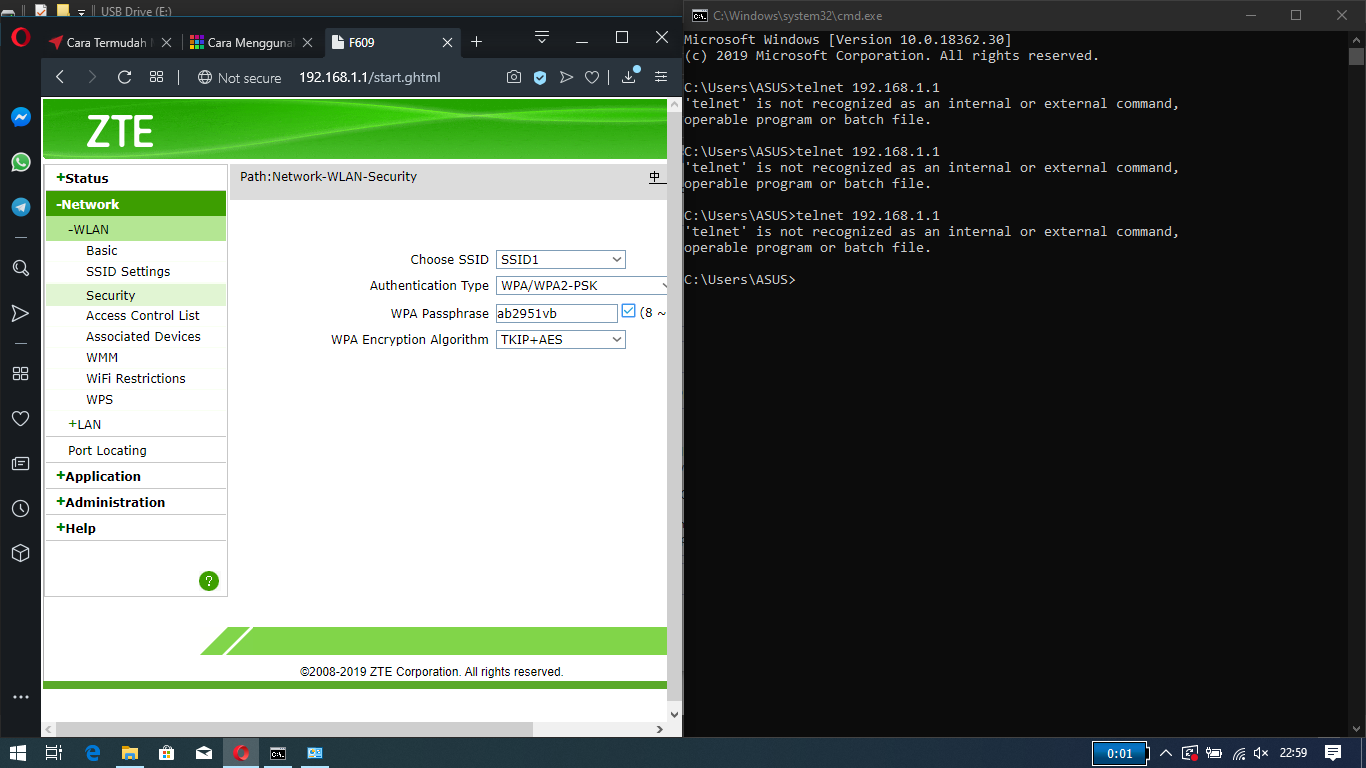 USB Drive (E:)
Cara Termudah
Cara Menggunal
F609
Not secure
192.168.1.1/start.ghtml
ZTE
+Status
-Network
-WLAN
Basic
SSID Settings
Security
Access Control List
Associated Devices
WMM
WiFi Restrictions
WPS
+LAN
Port Locating
+Application
+Administration
+Help
?
Path:Network-WLAN-Security
中
Choose SSID SSID1
Authentication Type WPA/WPA2-PSK
WPA Passphrase ab2951vb (8 ~
WPA Encryption Algorithm TKIP+AES
©2008-2019 ZTE Corporation. All rights reserved.
C:\Windows\system32\cmd.exe
Microsoft Windows [Version 10.0.18362.30]
(c) 2019 Microsoft Corporation. All rights reserved.
C:\Users\ASUS>telnet 192.168.1.1
'telnet' is not recognized as an internal or external command,
operable program or batch file.
C:\Users\ASUS>telnet 192.168.1.1
'telnet' is not recognized as an internal or external command,
operable program or batch file.
C:\Users\ASUS>telnet 192.168.1.1
'telnet' is not recognized as an internal or external command,
operable program or batch file.
C:\Users\ASUS>
0:01
22:59